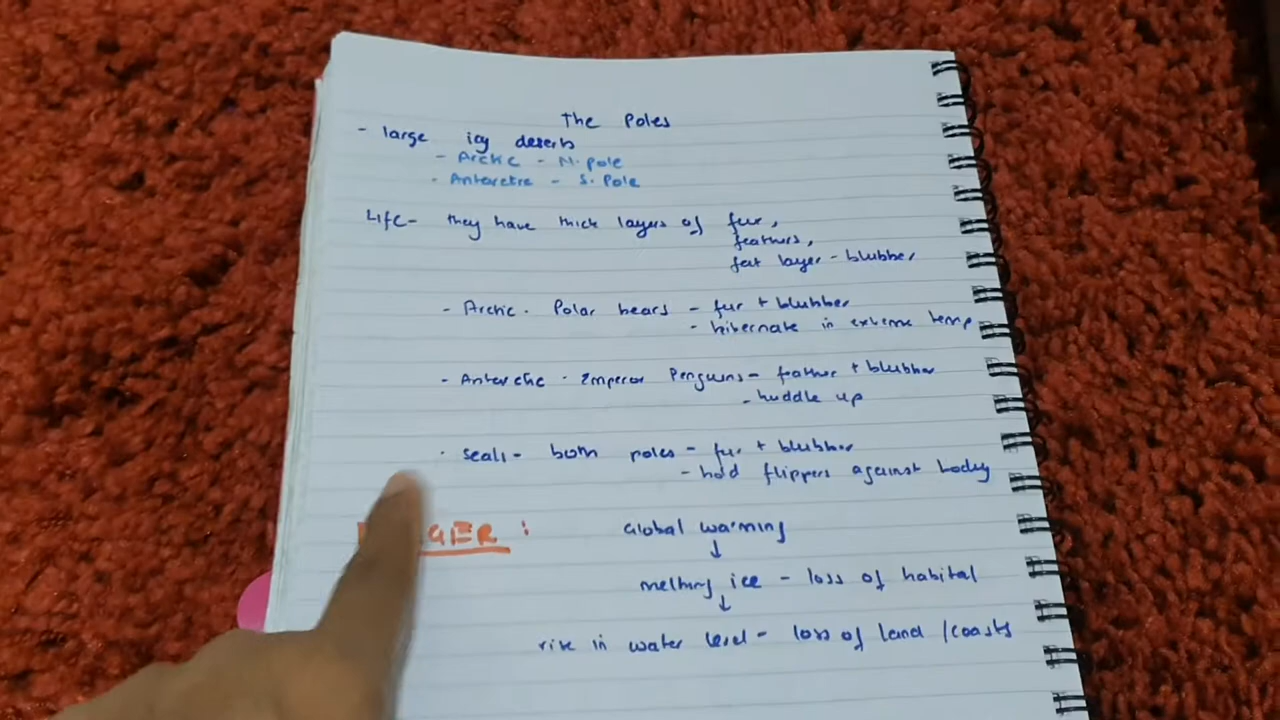 The Poles
- large icy deserts
- Arctic - N. pole
- Antarctic - S. Pole
Life - they have thick layers of fur,
feathers,
fat layer - blubber
- Arctic. Polar bears - fur + blubber
- hibernate in extreme temp
- Antarctic. Emperor Penguins - feather + blubber
- huddle up
. seals - both poles - fur + blubber
- hold flippers against body
GER : Global warming
↓
melting ice - loss of habitat
↓
rise in water level - loss of land /coasts